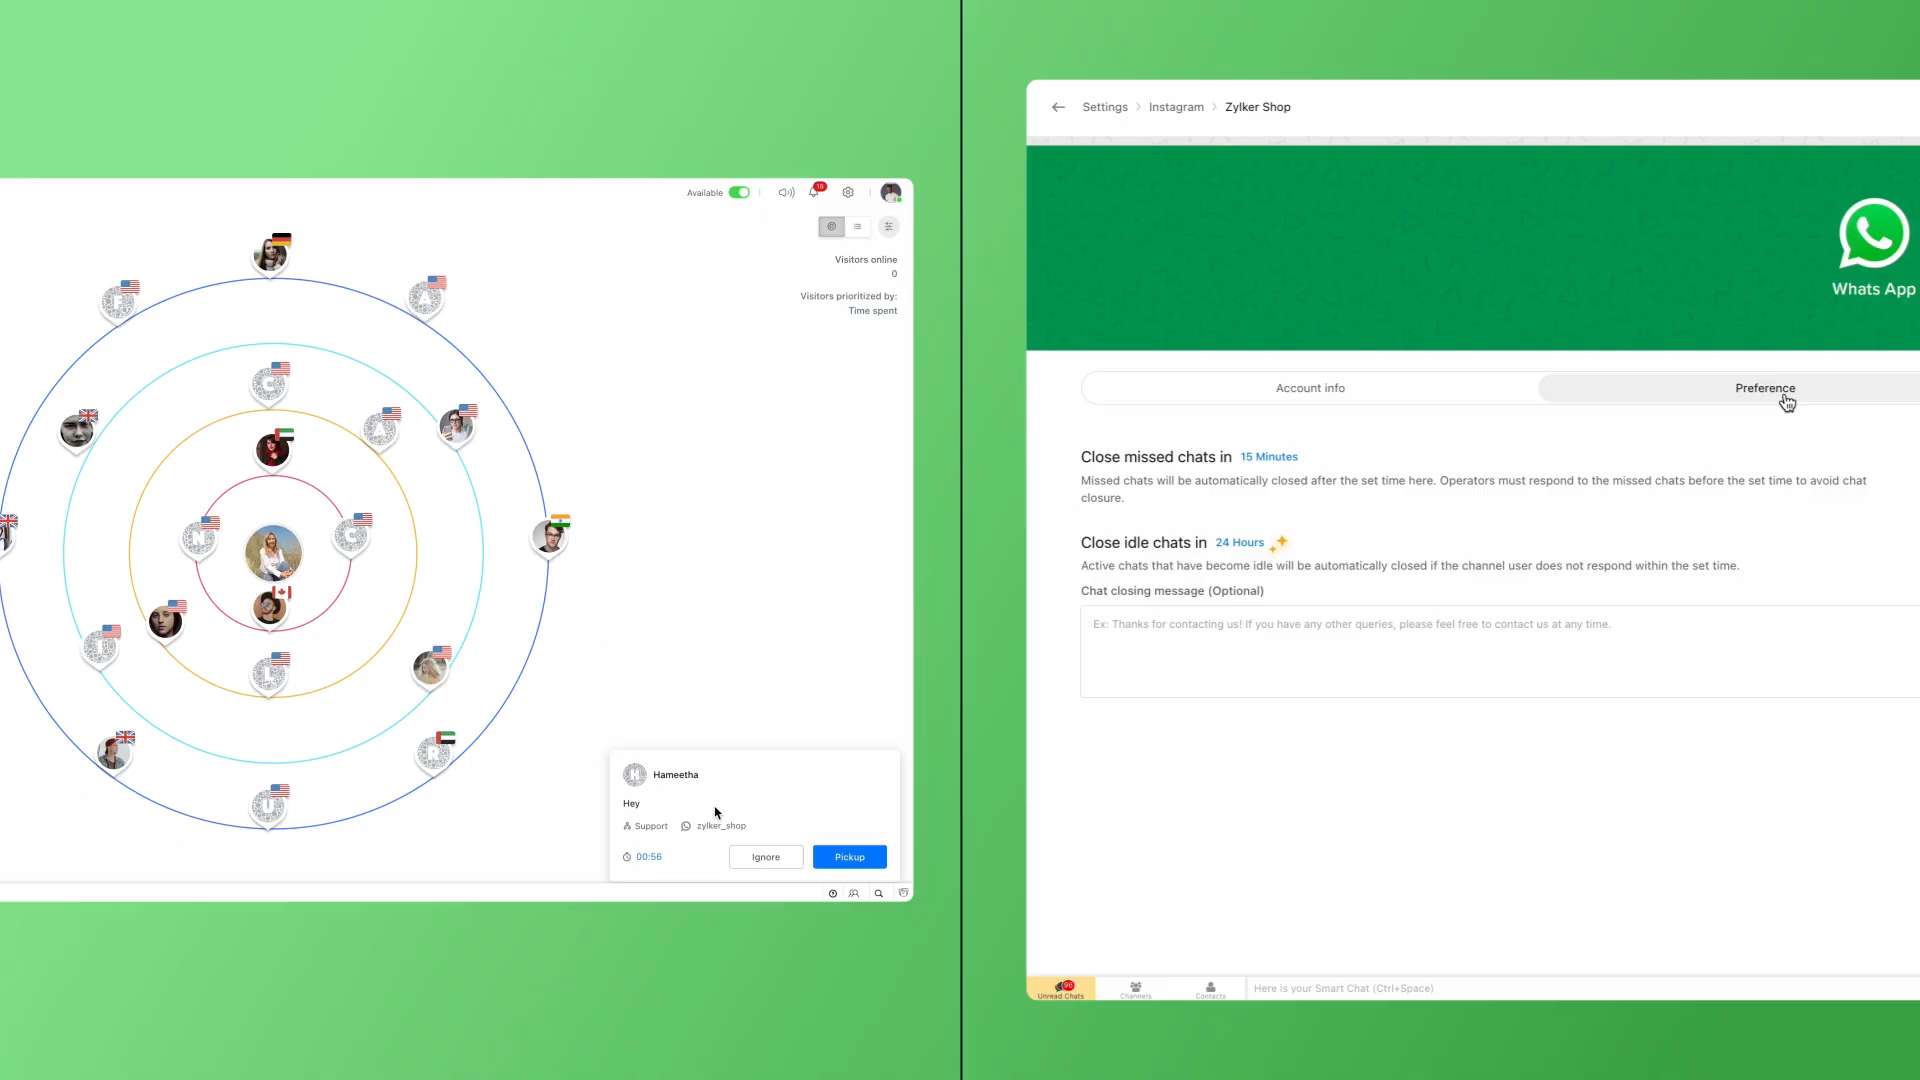 Available
18
Visitors online
0
Visitors prioritized by:
Time spent
F
A
C
A
N
C
I
L
R
U
H
Hameetha
Hey
Support
zylker_shop
00:56
Ignore
Pickup
Settings
Instagram
Zylker Shop
Whats App
Account info
Preference
Close missed chats in 15 Minutes
Missed chats will be automatically closed after the set time here. Operators must respond to the missed chats before the set time to avoid chat
closure.
Close idle chats in 24 Hours
Active chats that have become idle will be automatically closed if the channel user does not respond within the set time.
Chat closing message (Optional)
Ex: Thanks for contacting us! If you have any other queries, please feel free to contact us at any time.
96
Unread Chats
Channels
Contacts
Here is your Smart Chat (Ctrl+Space)